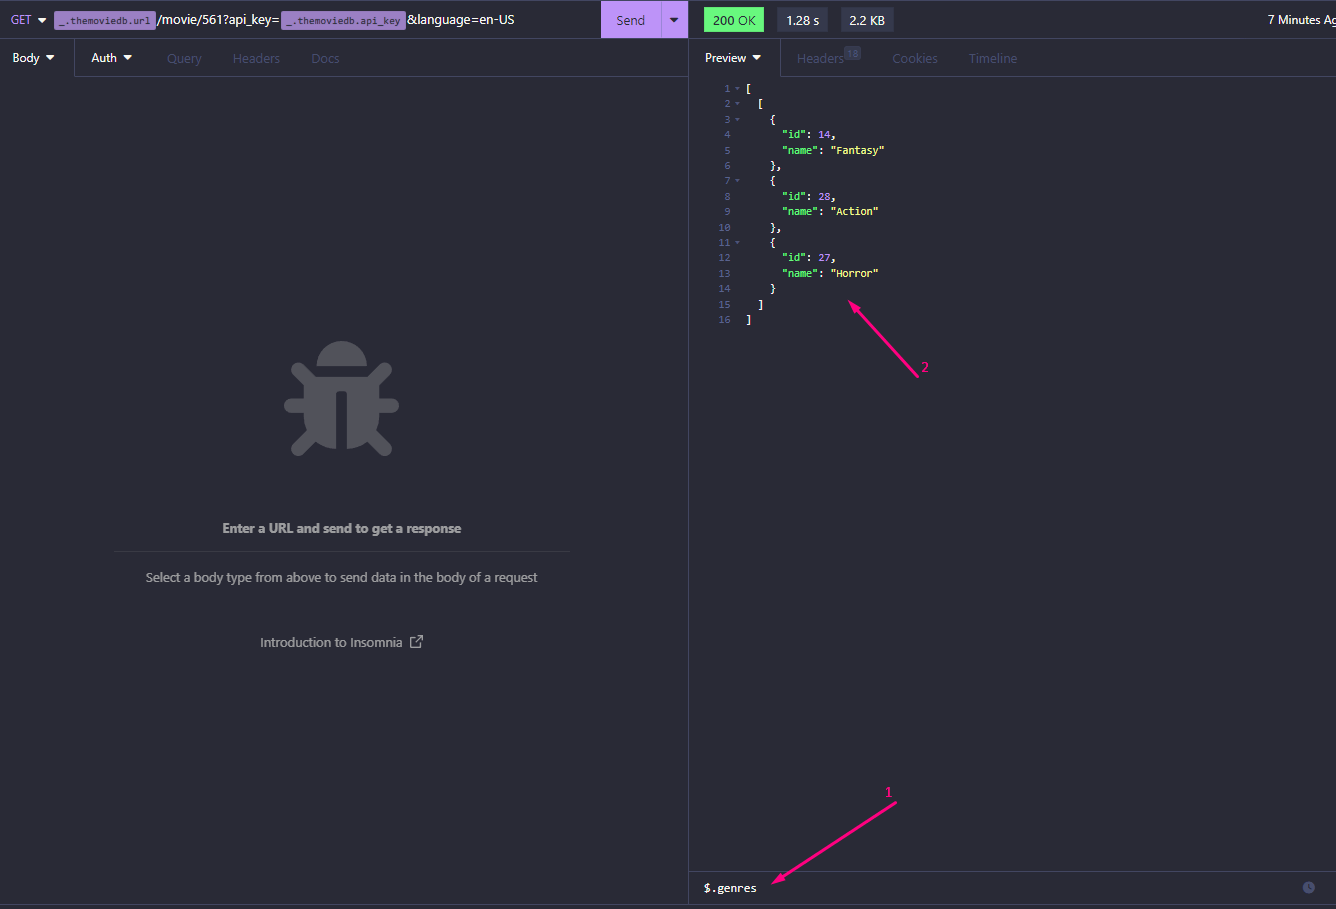 GET _.themoviedb.url/movie/561?api_key=_.themoviedb.api_key&language=en-US Send 200 OK 1.28 s 2.2 KB 7 Minutes Ag
Body Auth Query Headers Docs Preview Headers 18 Cookies Timeline
1 [
2 [
3 {
4 "id": 14,
5 "name": "Fantasy"
6 },
7 {
8 "id": 28,
9 "name": "Action"
10 },
11 {
12 "id": 27,
13 "name": "Horror"
14 }
15 ]
16 ]
2
Enter a URL and send to get a response
Select a body type from above to send data in the body of a request
Introduction to Insomnia
1
$.genres